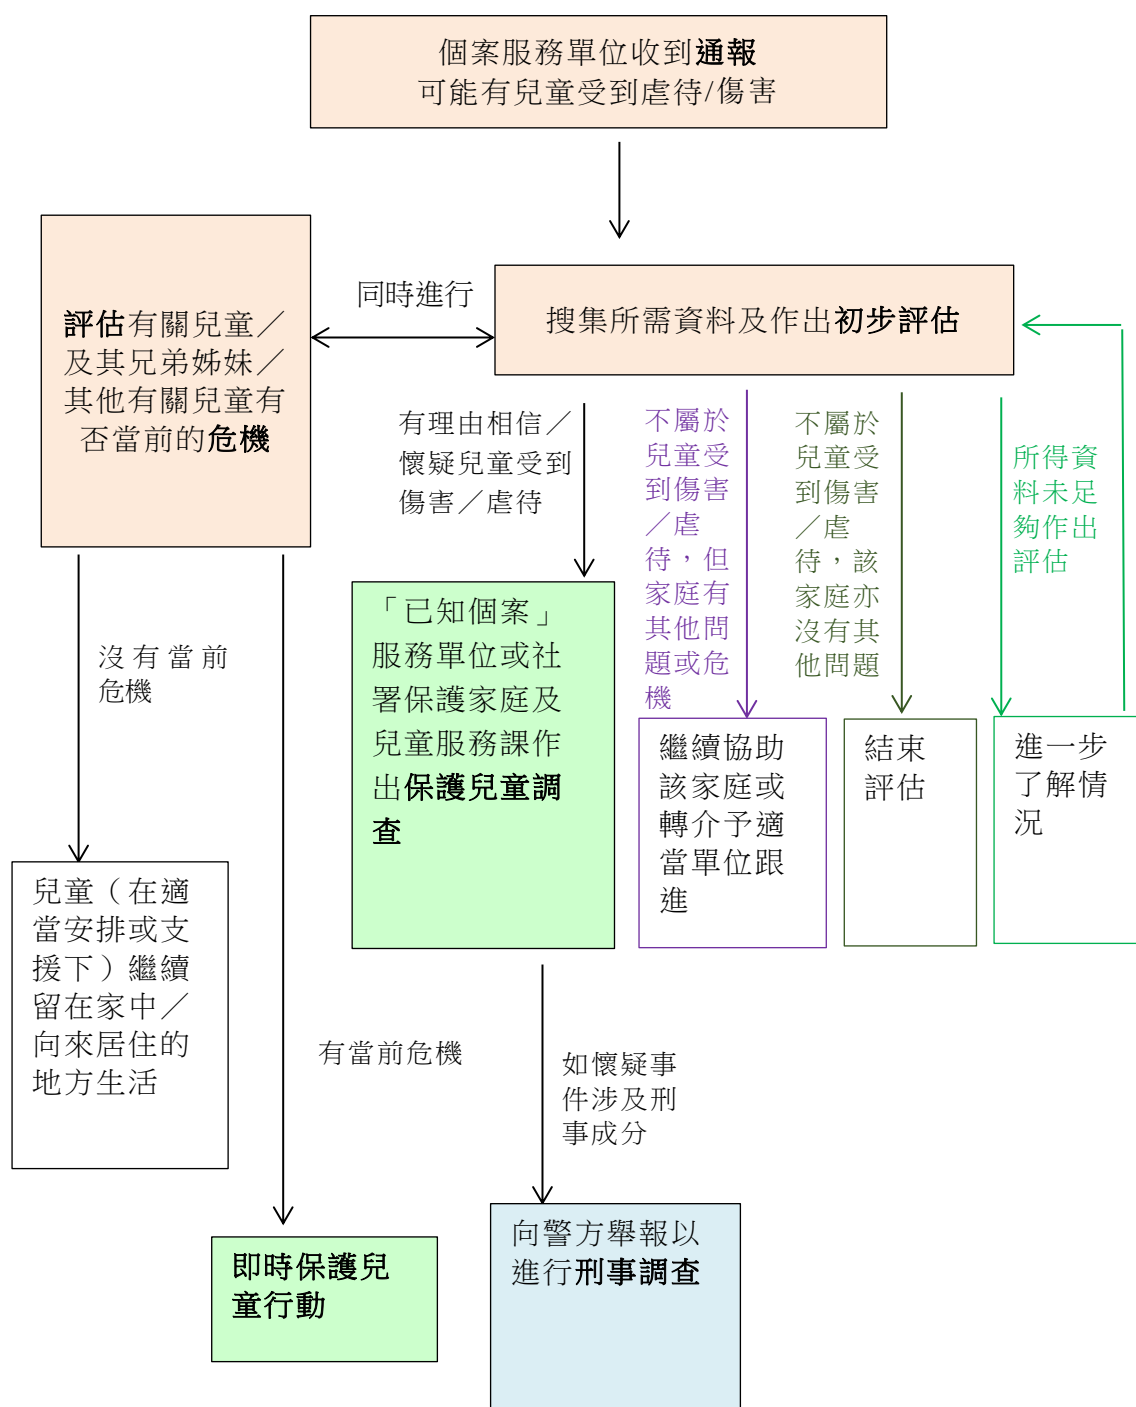 個案服務單位收到通報
可能有兒童受到虐待/傷害
評估有關兒童／
及其兄弟姊妹／
其他有關兒童有
否當前的危機
同時進行
搜集所需資料及作出初步評估
有理由相信／
懷疑兒童受到
傷害／虐待
不屬於
兒童受
到傷害
／虐
待，但
家庭有
其他問
題或危
機
不屬於
兒童受
到傷害
／虐
待，該
家庭亦
沒有其
他問題
所得資
料未足
夠作出
評估
沒有當前
危機
「已知個案」
服務單位或社
署保護家庭及
兒童服務課作
出保護兒童調
查
繼續協助
該家庭或
轉介予適
當單位跟
進
結束
評估
進一步
了解情
況
兒童（在適
當安排或支
援下）繼續
留在家中／
向來居住的
地方生活
有當前危機
如懷疑事
件涉及刑
事成分
即時保護兒
童行動
向警方舉報以
進行刑事調查